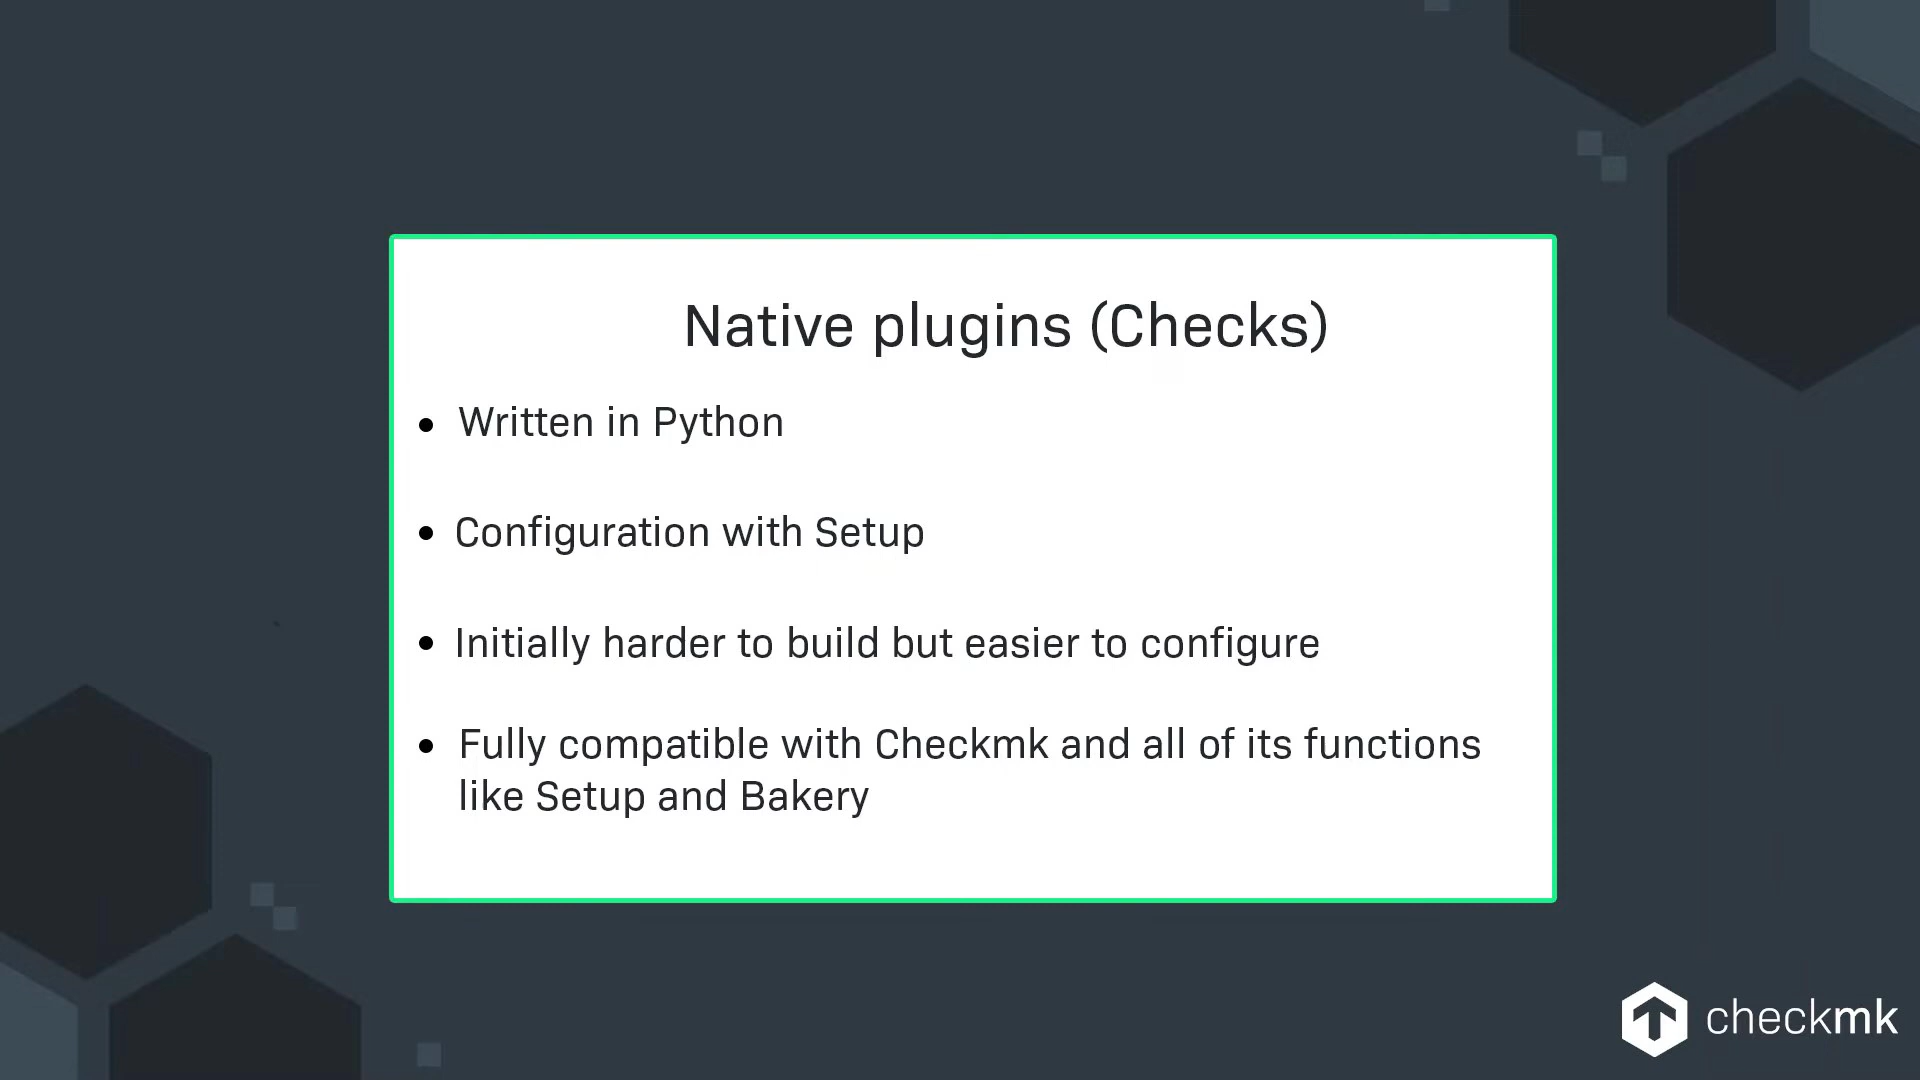 Native plugins (Checks)
• Written in Python
• Configuration with Setup
• Initially harder to build but easier to configure
• Fully compatible with Checkmk and all of its functions
like Setup and Bakery
checkmk